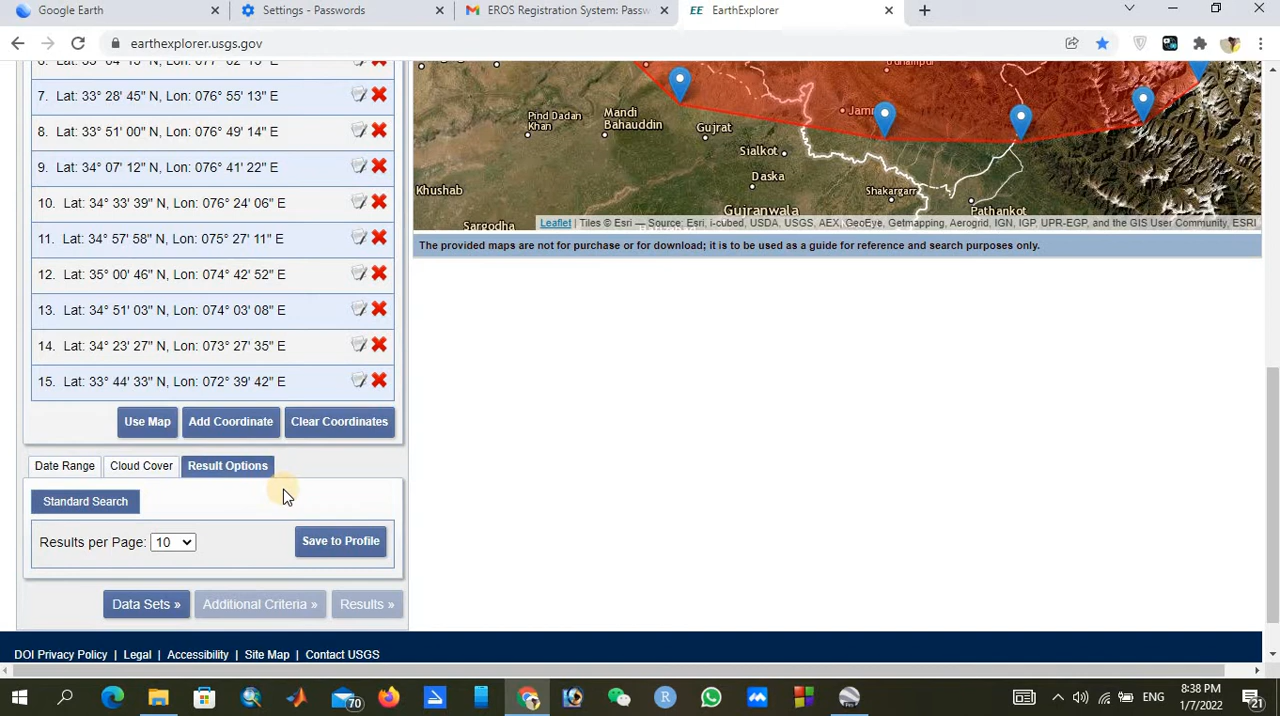 Google Earth
Settings - Passwords
EROS Registration System: Passw
EE EarthExplorer
earthexplorer.usgs.gov
7. Lat: 33° 28' 45" N, Lon: 076° 55' 13" E
8. Lat: 33° 51' 00" N, Lon: 076° 49' 14" E
9. Lat: 34° 07' 12" N, Lon: 076° 41' 22" E
10. Lat: 34° 33' 39" N, Lon: 076° 24' 06" E
11. Lat: 34° 57' 58" N, Lon: 075° 27' 11" E
12. Lat: 35° 00' 46" N, Lon: 074° 42' 52" E
13. Lat: 34° 51' 03" N, Lon: 074° 03' 08" E
14. Lat: 34° 23' 27" N, Lon: 073° 27' 35" E
15. Lat: 33° 44' 33" N, Lon: 072° 39' 42" E
Use Map
Add Coordinate
Clear Coordinates
Date Range
Cloud Cover
Result Options
Standard Search
Results per Page: 10
Save to Profile
Data Sets »
Additional Criteria »
Results »
Pind Dadan
Khan
Mandi
Bahauddin
Gujrat
Jamm
Sialkot
Daska
Khushab
Shakargarh
Gujranwala
Pathankot
Sargodha
Leaflet | Tiles © Esri — Source: Esri, i-cubed, USDA, USGS, AEX, GeoEye, Getmapping, Aerogrid, IGN, IGP, UPR-EGP, and the GIS User Community, ESRI
The provided maps are not for purchase or for download; it is to be used as a guide for reference and search purposes only.
DOI Privacy Policy | Legal | Accessibility | Site Map | Contact USGS
70
R
ENG
8:38 PM
1/7/2022
21